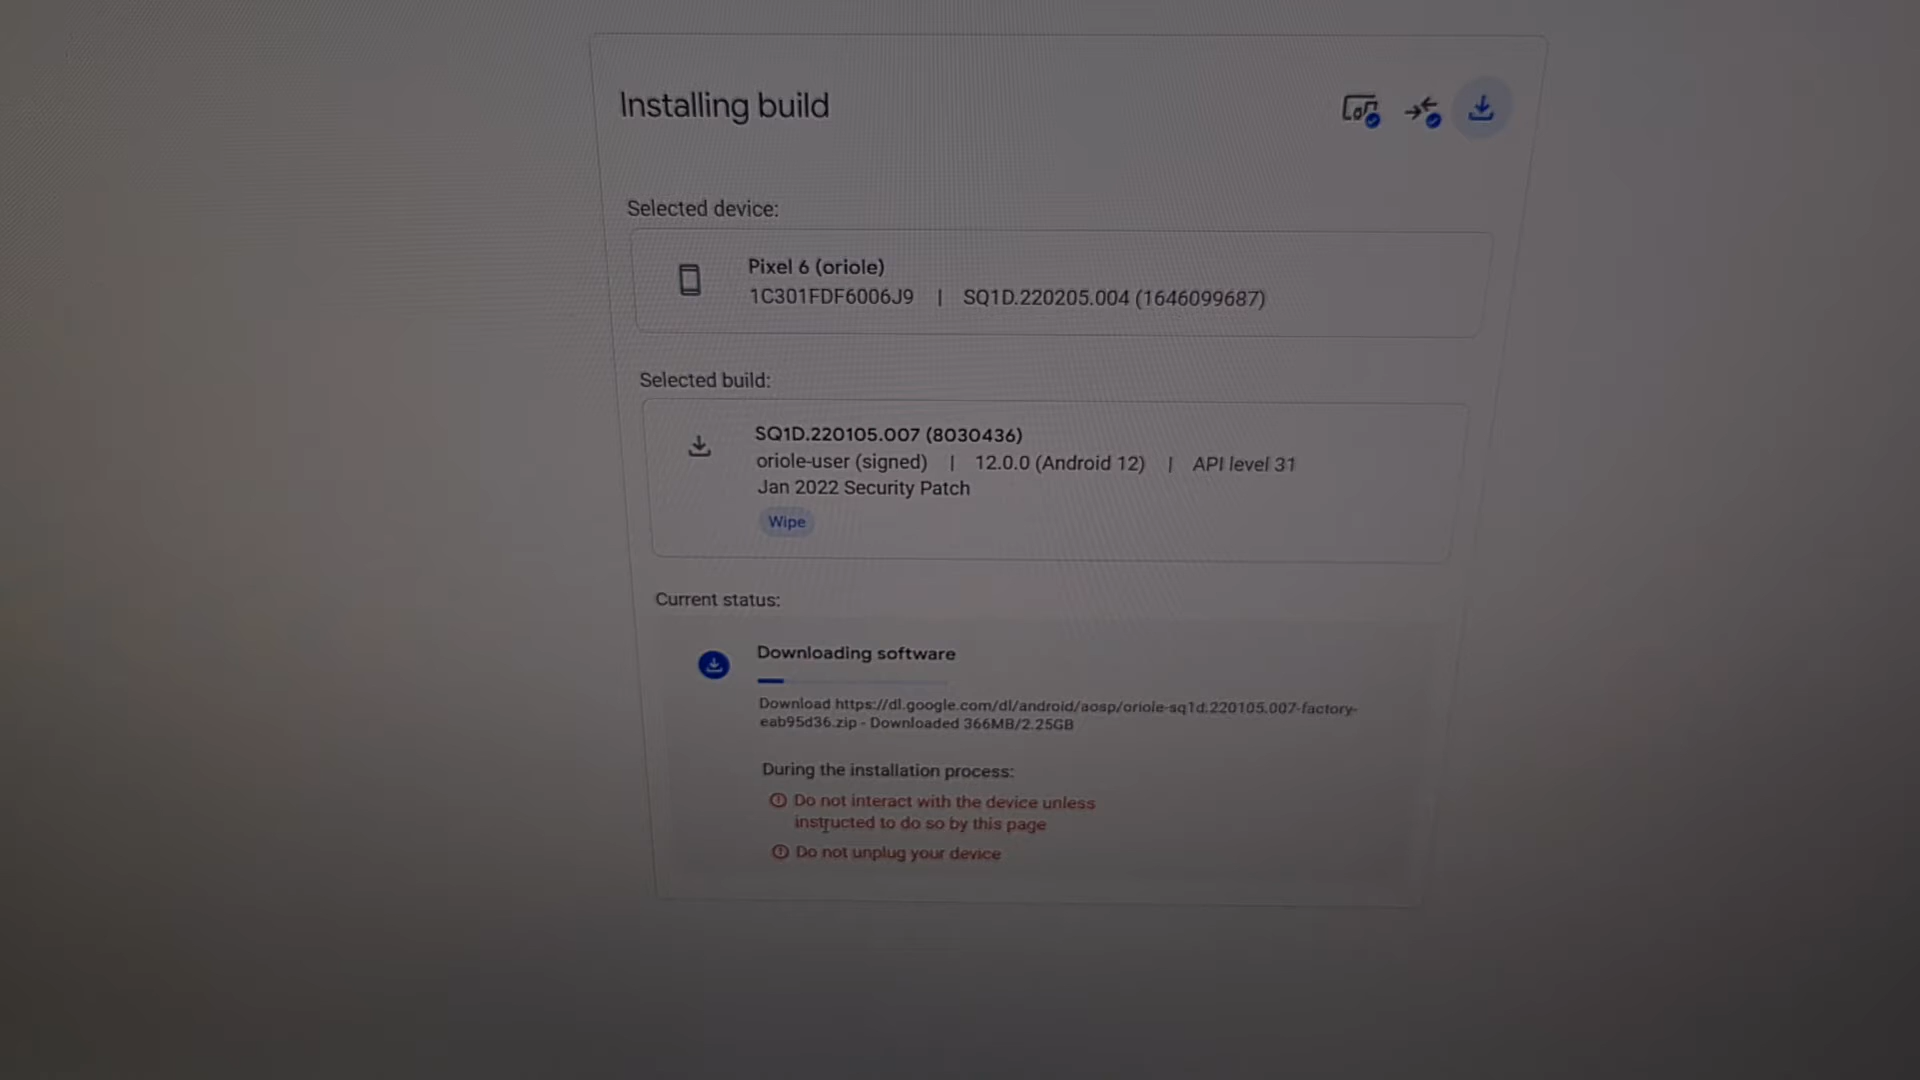 Installing build
Selected device:
Pixel 6 (oriole)
1C301FDF6006J9 | SQ1D.220205.004 (1646099687)
Selected build:
SQ1D.220105.007 (8030436)
oriole-user (signed) | 12.0.0 (Android 12) | API level 31
Jan 2022 Security Patch
Wipe
Current status:
Downloading software
Download https://dl.google.com/dl/android/aosp/oriole-sq1d.220105.007-factory-
eab95d36.zip - Downloaded 366MB/2.25GB
During the installation process:
Do not interact with the device unless
instructed to do so by this page
Do not unplug your device